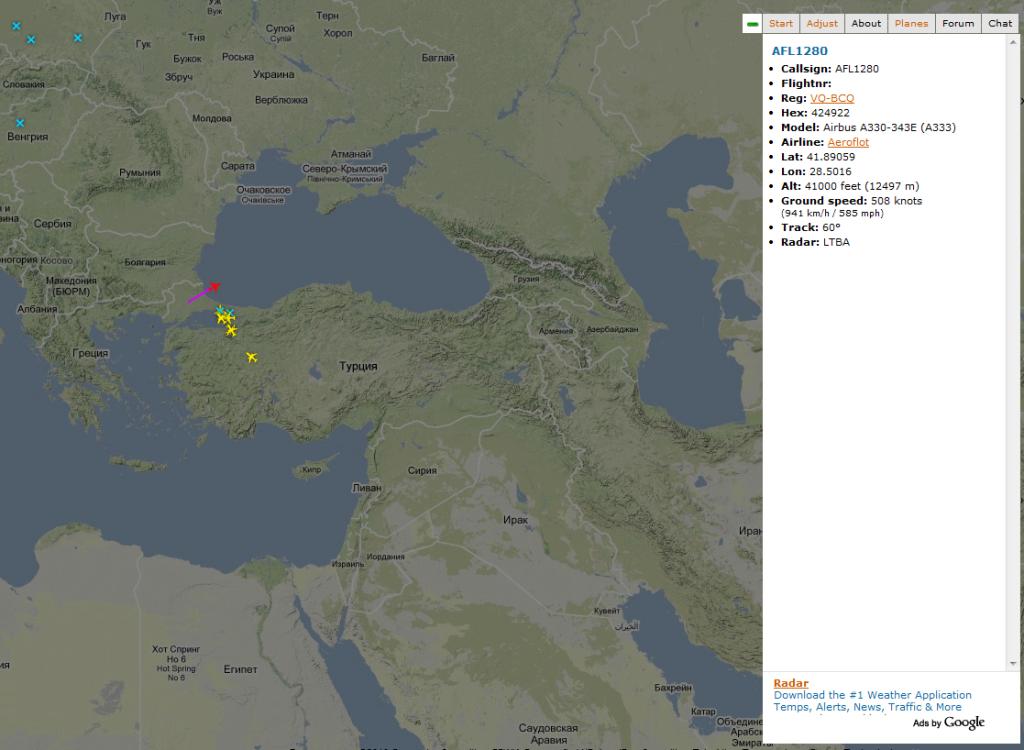 Start
Adjust
About
Planes
Forum
Chat
AFL1280
Callsign: AFL1280
Flightnr:
Reg: VQ-BCQ
Hex: 424922
Model: Airbus A330-343E (A333)
Airline: Aeroflot
Lat: 41.89059
Lon: 28.5016
Alt: 41000 feet (12497 m)
Ground speed: 508 knots
(941 km/h / 585 mph)
Track: 60°
Radar: LTBA
Radar
Download the #1 Weather Application
Temps, Alerts, News, Traffic & More
Ads by Google
Луга
Вуж
Терн
Хорол
Супой
Супій
Тня
Гук
Бужок
Роська
Баглай
Збруч
Украина
Словакия
Верблюжка
Молдова
Венгрия
Атманай
Сарата
Северо-Крымский
Північно-Кримський
Румыния
Очаковское
Очаківське
Сербия
Косово
Болгария
Македония
(БЮРМ)
Албания
Греция
Грузия
Армения
Азербайджан
Турция
Кипр
Сирия
Ливан
Ирак
Иран
Израиль
Иордания
Кувейт
الخيران
Хот Спринг
Но 6
Hot Spring
No 6
Египет
Бахрейн
Катар
Саудовская
Аравия